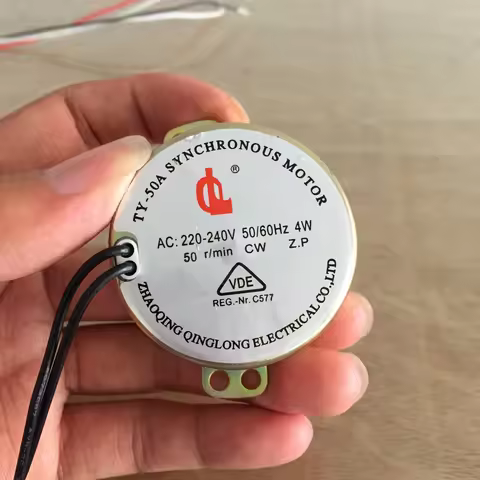 TY-50A SYNCHRONOUS MOTOR
®
AC: 220-240V 50/60Hz 4W
50 r/min CW Z.P
VDE
REG.-Nr. C577
ZHAOQING QINGLONG ELECTRICAL CO.,LTD